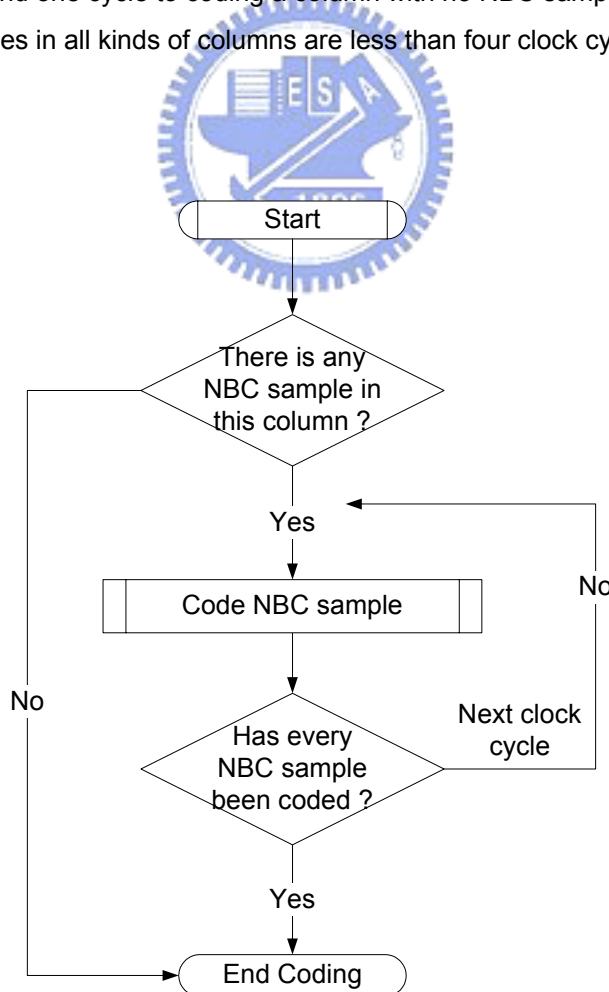 nd one cycle to coding a column with no NBC samp
es in all kinds of columns are less than four clock cy
E S A
1896
Start
There is any
NBC sample in
this column ?
Yes
Code NBC sample
No
No
Next clock
cycle
Has every
NBC sample
been coded ?
Yes
End Coding